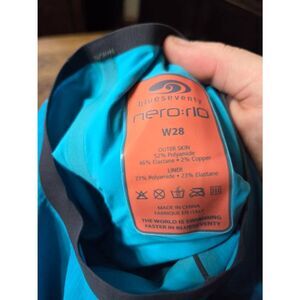 blueseventy
nero:rio
W28
OUTER SKIN
52% Polyamide
46% Elastane • 2% Copper
LINER
77% Polyamide • 23% Elastane
MADE IN CHINA
THE WORLD IS SWIMMING
FASTER IN BLUESEVENTY